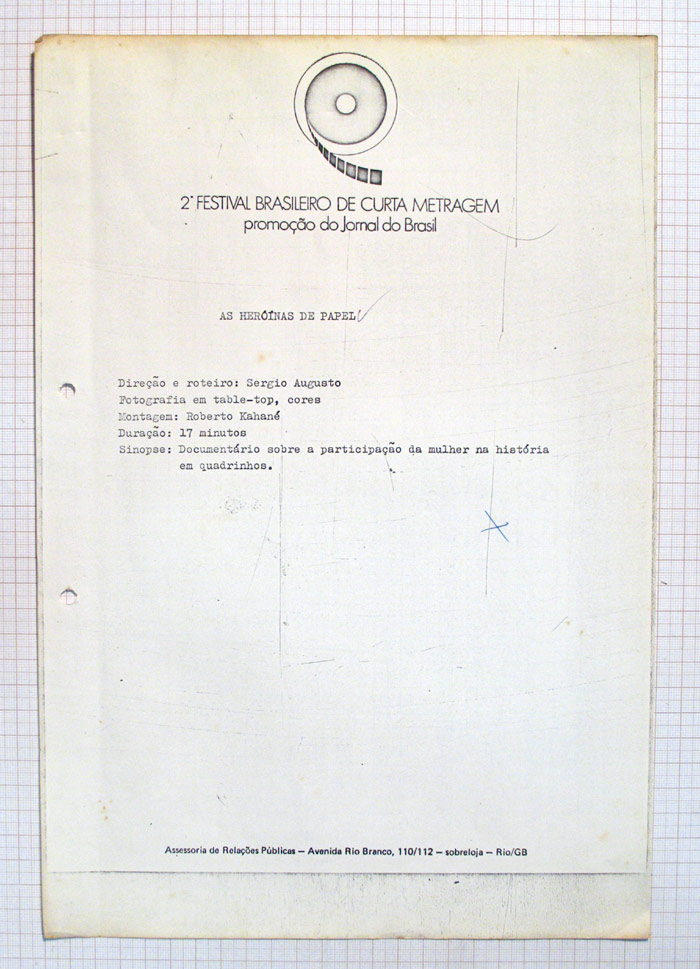 2° FESTIVAL BRASILEIRO DE CURTA METRAGEM
promoção do Jornal do Brasil
AS HERÓÍNAS DE PAPEL
Direção e roteiro: Sergio Augusto
Fotografia em table-top, cores
Montagem: Roberto Kahané
Duração: 17 minutos
Sinopse: Documentário sobre a participação da mulher na história
em quadrinhos.
Assessoria de Relações Públicas — Avenida Rio Branco, 110/112 — sobreloja — Rio/GB